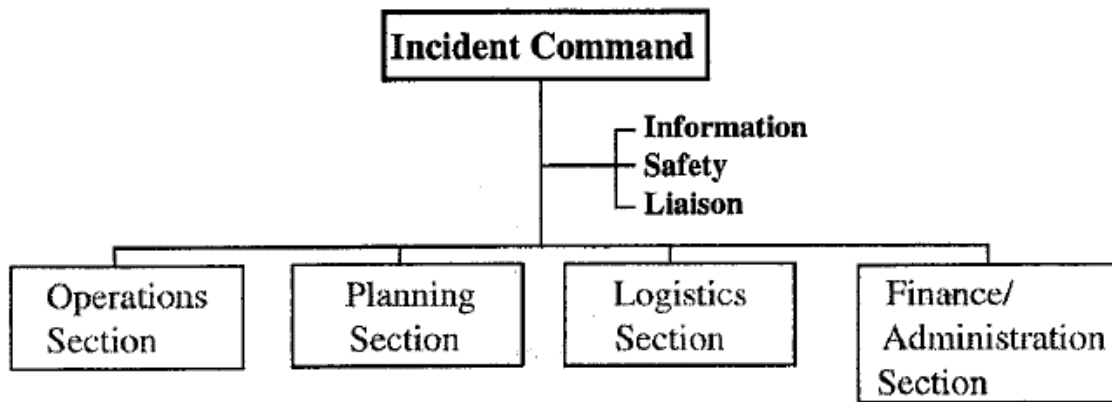 Incident Command
Information
Safety
Liaison
Operations
Section
Planning
Section
Logistics
Section
Finance/
Administration
Section